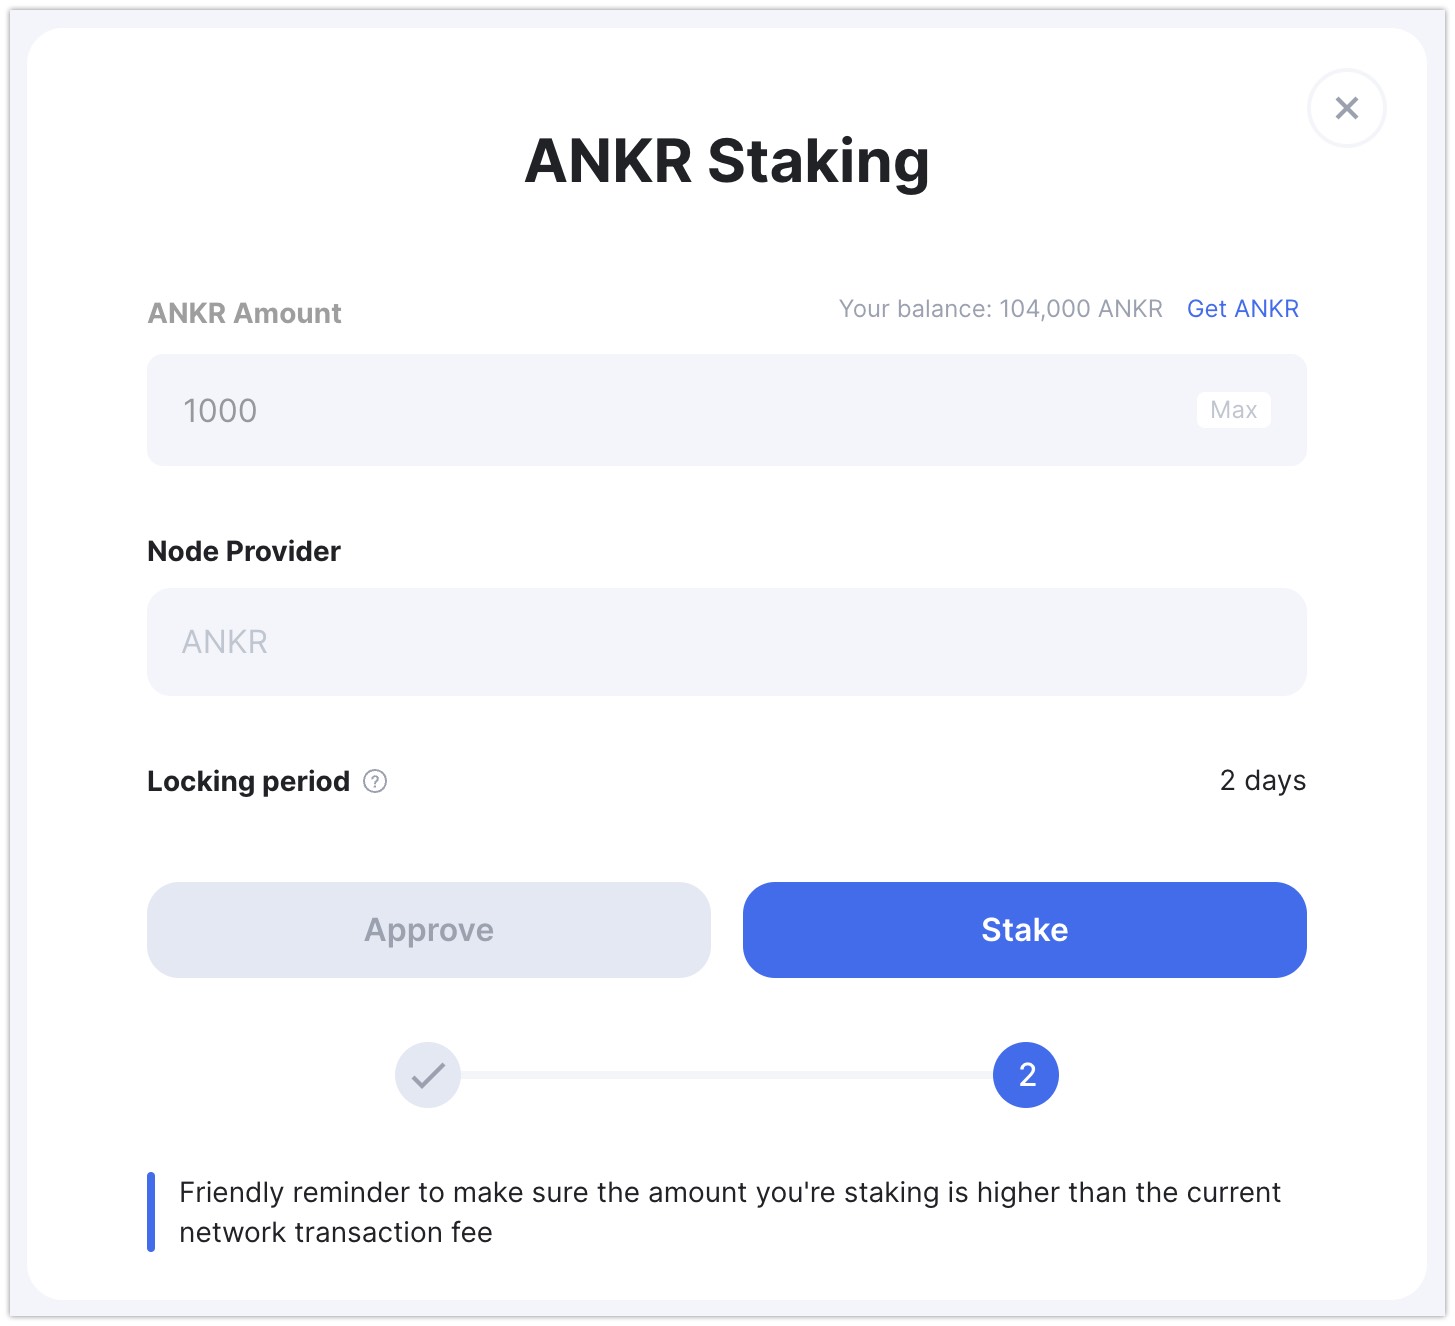 ANKR Staking
ANKR Amount
Your balance: 104,000 ANKR Get ANKR
1000
Max
Node Provider
ANKR
Locking period ?
2 days
Approve
Stake
2
Friendly reminder to make sure the amount you're staking is higher than the current
network transaction fee